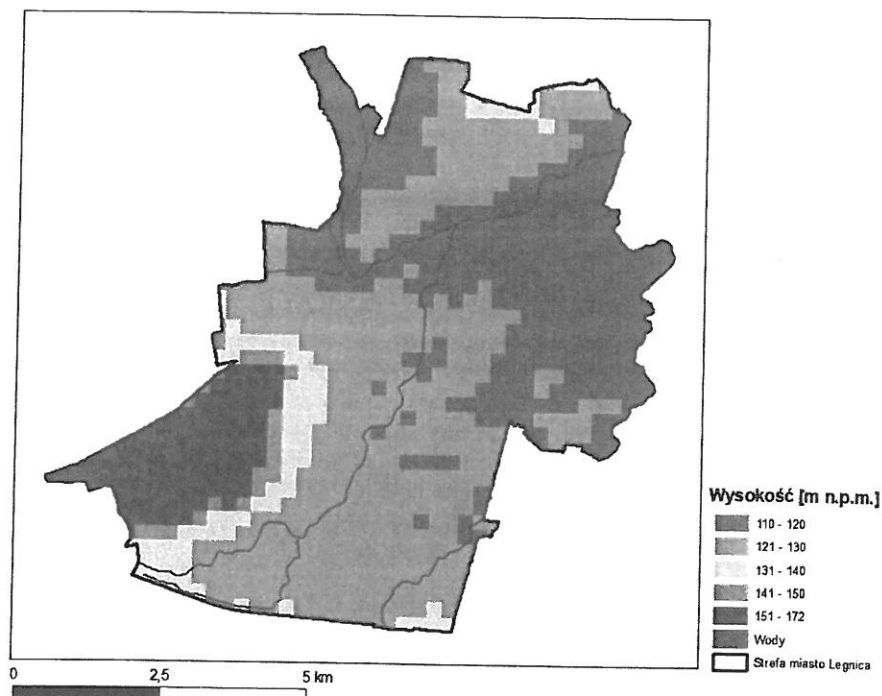 Wysokość [m n.p.m.]
110 - 120
121 - 130
131 - 140
141 - 150
151 - 172
Wody
Strefa miasto Legnica
0 2,5 5 km